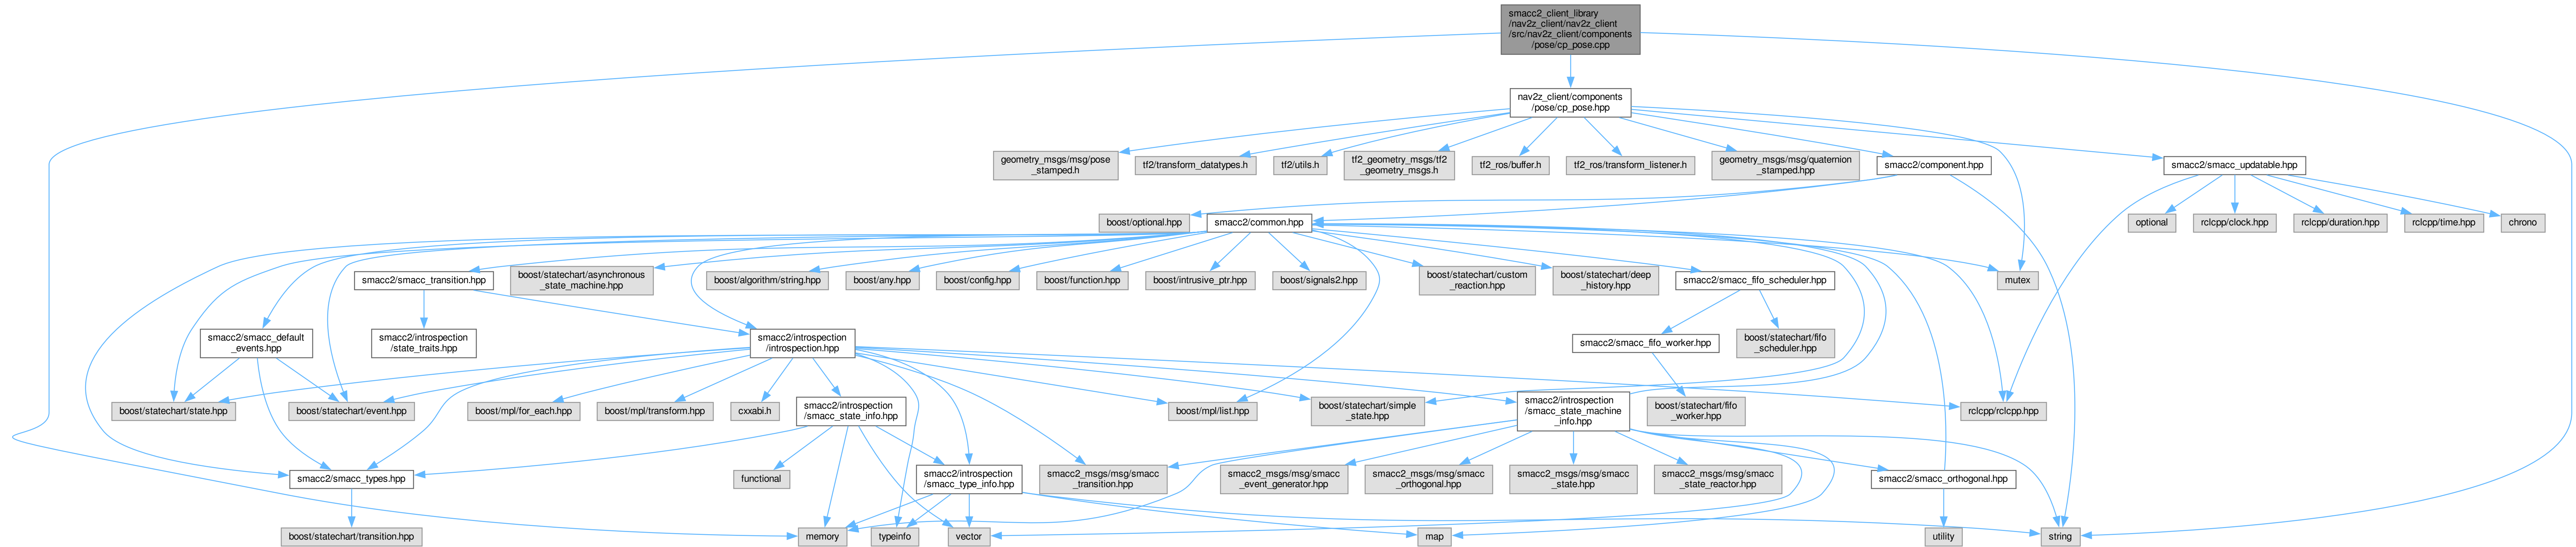 smacc2_client_library
/nav2z_client/nav2z_client
/src/nav2z_client/components
/pose/cp_pose.cpp
nav2z_client/components
/pose/cp_pose.hpp
geometry_msgs/msg/pose
_stamped.h
tf2/transform_datatypes.h
tf2/utils.h
tf2_geometry_msgs/tf2
_geometry_msgs.h
tf2_ros/buffer.h
tf2_ros/transform_listener.h
geometry_msgs/msg/quaternion
_stamped.hpp
smacc2/component.hpp
smacc2/smacc_updatable.hpp
boost/optional.hpp
smacc2/common.hpp
optional
rclcpp/clock.hpp
rclcpp/duration.hpp
rclcpp/time.hpp
chrono
smacc2/smacc_transition.hpp
boost/statechart/asynchronous
_state_machine.hpp
boost/algorithm/string.hpp
boost/any.hpp
boost/config.hpp
boost/function.hpp
boost/intrusive_ptr.hpp
boost/signals2.hpp
boost/statechart/custom
_reaction.hpp
boost/statechart/deep
_history.hpp
smacc2/smacc_fifo_scheduler.hpp
mutex
smacc2/smacc_default
_events.hpp
smacc2/introspection
/state_traits.hpp
smacc2/introspection
/introspection.hpp
smacc2/smacc_fifo_worker.hpp
boost/statechart/fifo
_scheduler.hpp
boost/statechart/state.hpp
boost/statechart/event.hpp
boost/mpl/for_each.hpp
boost/mpl/transform.hpp
cxxabi.h
smacc2/introspection
/smacc_state_info.hpp
boost/mpl/list.hpp
boost/statechart/simple
_state.hpp
smacc2/introspection
/smacc_state_machine
_info.hpp
boost/statechart/fifo
_worker.hpp
rclcpp/rclcpp.hpp
smacc2/smacc_types.hpp
functional
smacc2/introspection
/smacc_type_info.hpp
smacc2_msgs/msg/smacc
_transition.hpp
smacc2_msgs/msg/smacc
_event_generator.hpp
smacc2_msgs/msg/smacc
_orthogonal.hpp
smacc2_msgs/msg/smacc
_state.hpp
smacc2_msgs/msg/smacc
_state_reactor.hpp
smacc2/smacc_orthogonal.hpp
boost/statechart/transition.hpp
memory
typeinfo
vector
map
utility
string